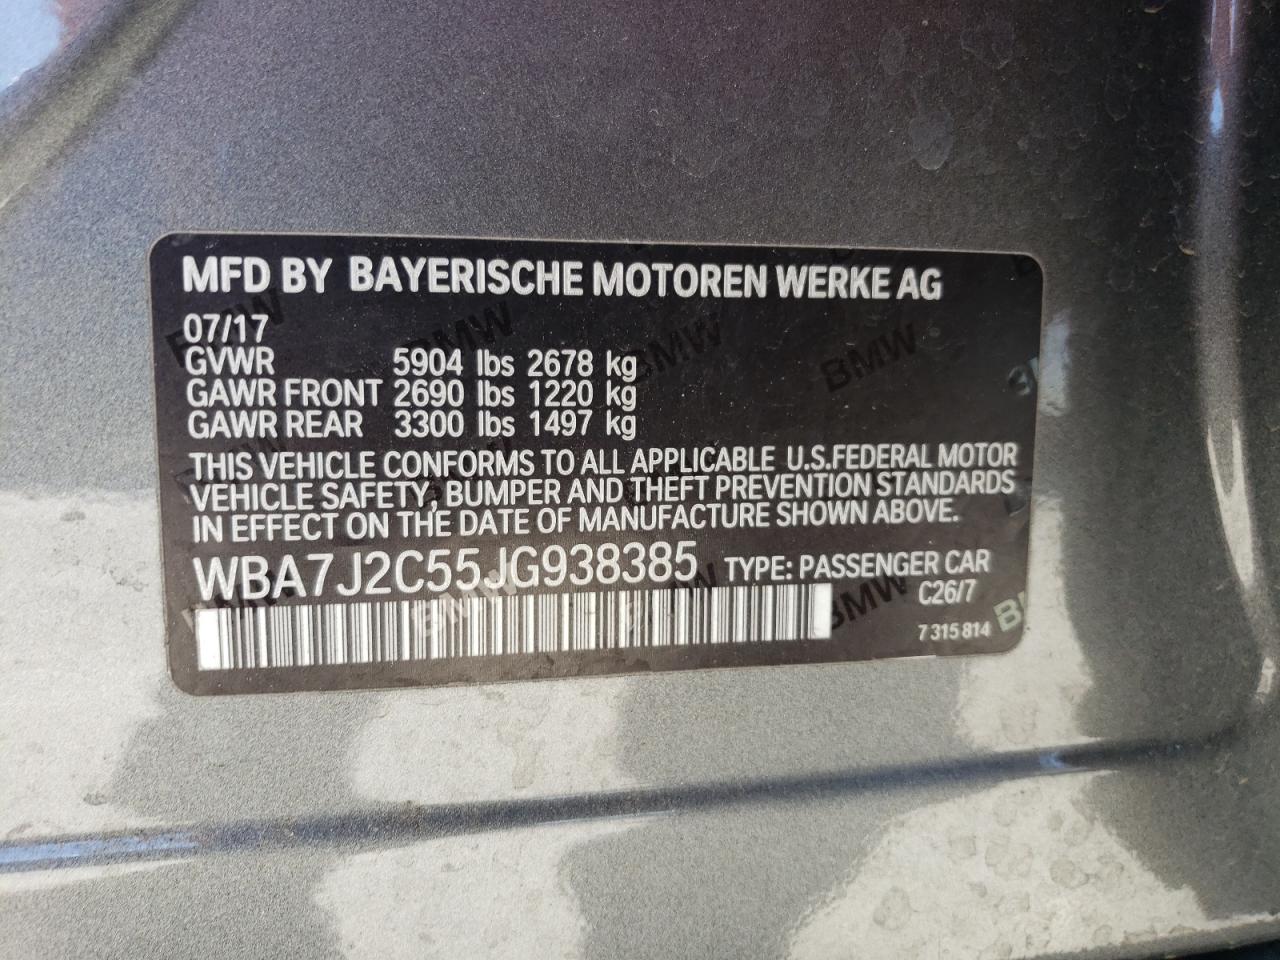 MFD BY BAYERISCHE MOTOREN WERKE AG
07/17
GVWR 5904 lbs 2678 kg
GAWR FRONT 2690 lbs 1220 kg
GAWR REAR 3300 lbs 1497 kg
THIS VEHICLE CONFORMS TO ALL APPLICABLE U.S.FEDERAL MOTOR
VEHICLE SAFETY, BUMPER AND THEFT PREVENTION STANDARDS
IN EFFECT ON THE DATE OF MANUFACTURE SHOWN ABOVE.
WBA7J2C55JG938385 TYPE: PASSENGER CAR
C26/7
7 315 814